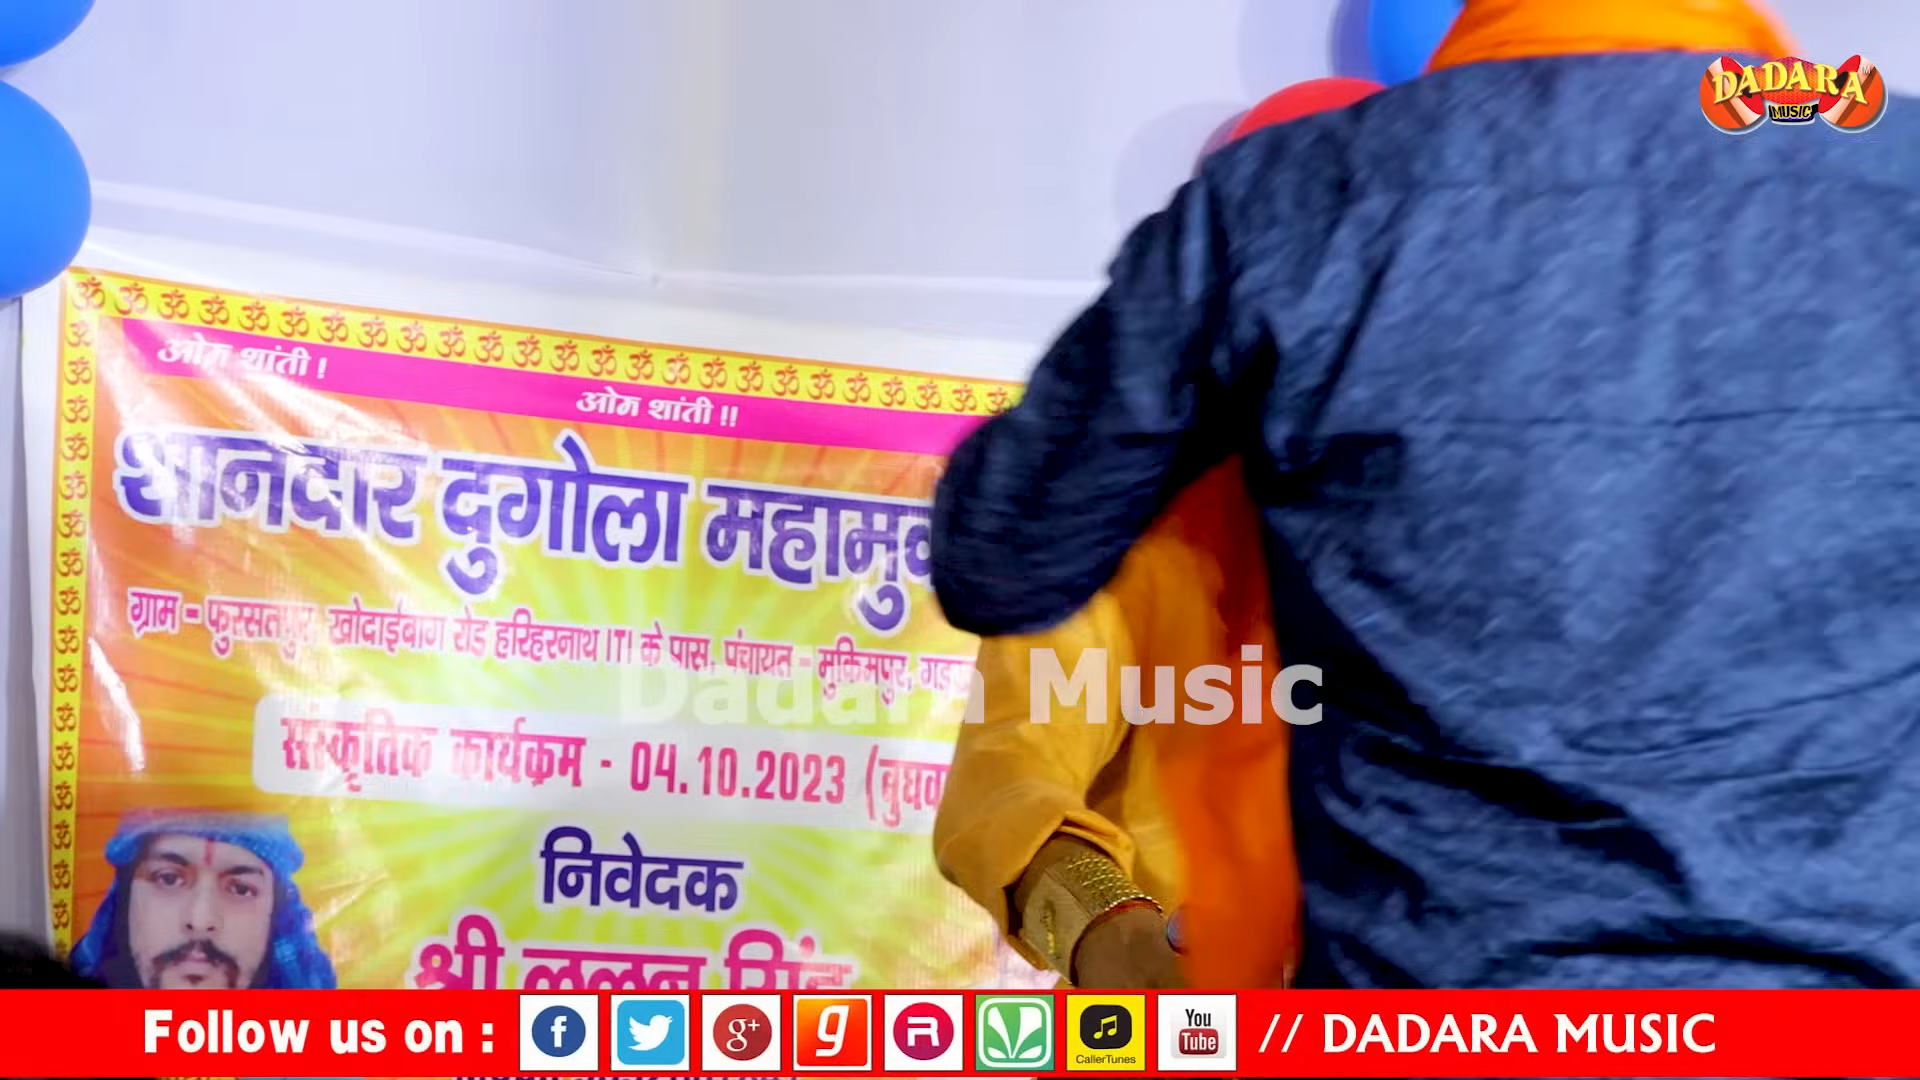 DADARA
MUSIC
ओम शांती !
ओम शांती !!
शानदार दुगोला
ग्राम - फुरसतपुर, खोदाईबाग रोड हरिहरनाथ ITI के पास, पंचायत - मुकिमपुर,
Dadara Music
संस्कृतिक कार्यक्रम - 04.10.2023
निवेदक
श्री ललन सिंह
Follow us on :
CallerTunes
You
Tube
// DADARA MUSIC